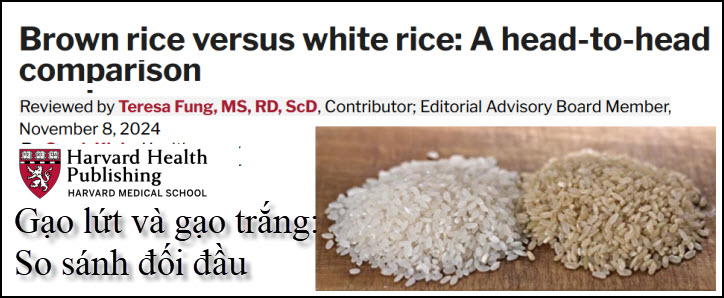 Brown rice versus white rice: A head-to-head
comparison
Reviewed by Teresa Fung, MS, RD, ScD, Contributor; Editorial Advisory Board Member,
November 8, 2024
Harvard Health
Publishing
HARVARD MEDICAL SCHOOL
Gạo lứt và gạo trắng:
So sánh đối đầu